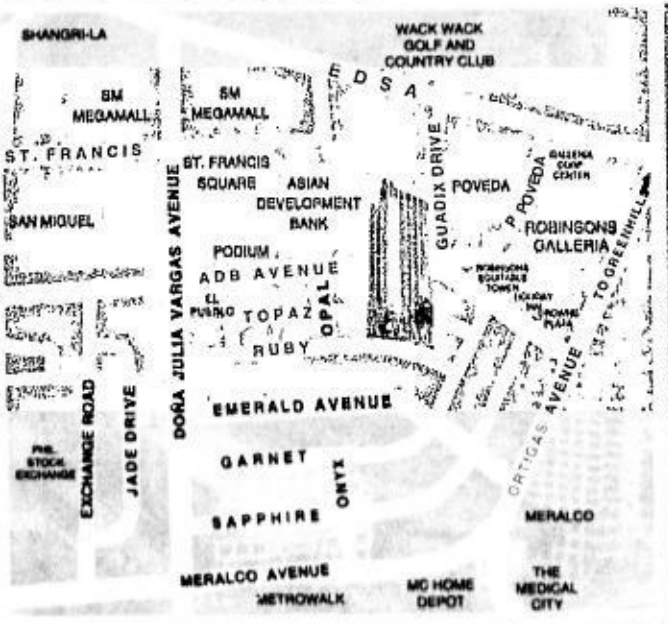 SHANGRI-LA
WACK WACK
GOLF AND
COUNTRY CLUB
EDSA
SM
MEGAMALL
SM
MEGAMALL
ST. FRANCIS
ST. FRANCIS
SQUARE
ASIAN
DEVELOPMENT
BANK
GUADIX DRIVE
POVEDA
P. POVEDA
GALLERIA
CORP
CENTER
SAN MIGUEL
DOÑA JULIA VARGAS AVENUE
ROBINSONS
GALLERIA
TO GREENHILLS
PODIUM
ADB AVENUE
ROBINSONS
EQUITABLE
TOWER
HOLIDAY
INN
CROWNE
PLAZA
EL
PUEBLO
TOPAZ
OPAL
RUBY
EXCHANGE ROAD
JADE DRIVE
EMERALD AVENUE
ORTIGAS AVENUE
PHIL.
STOCK
EXCHANGE
GARNET
ONYX
SAPPHIRE
MERALCO
MERALCO AVENUE
METROWALK
MC HOME
DEPOT
THE
MEDICAL
CITY